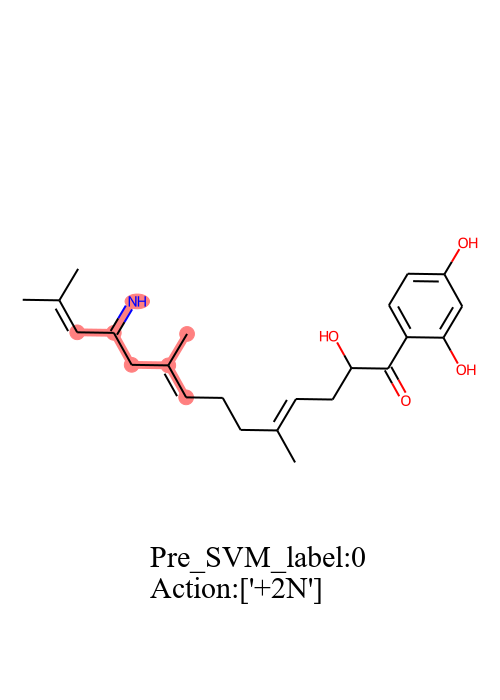 OH
NH
HO
OH
O
Pre_SVM_label:0
Action:['+2N']